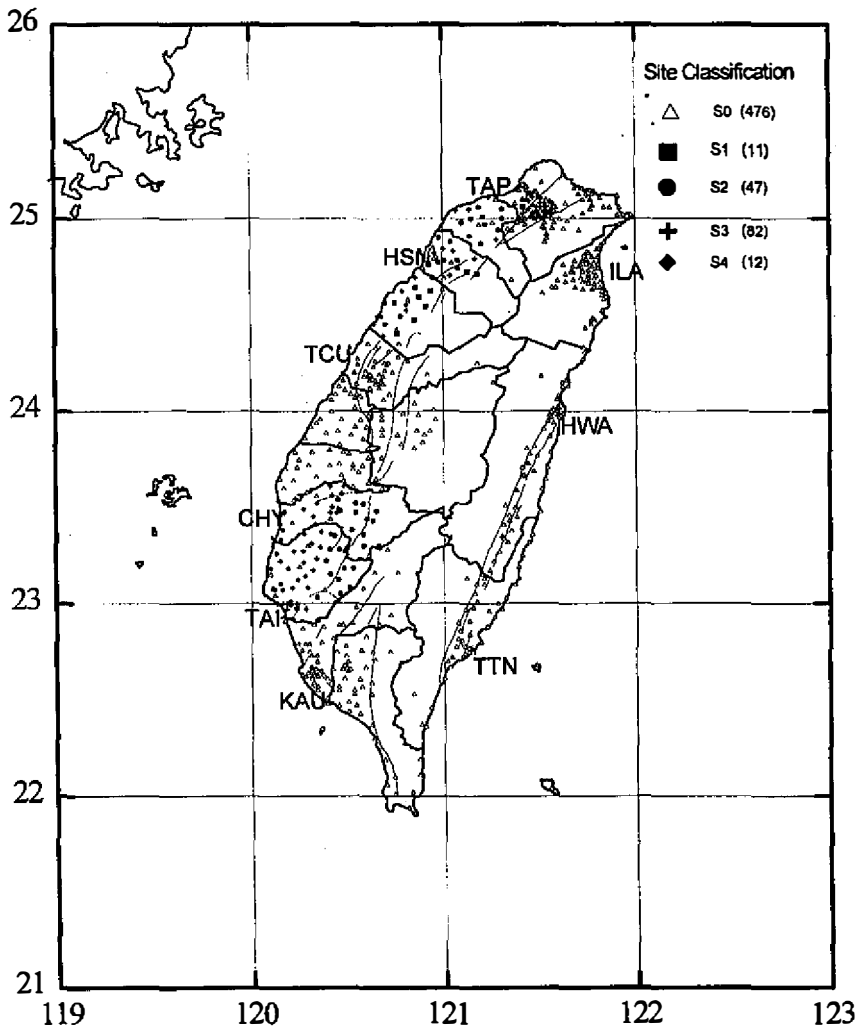 26
Site Classification
S0 (476)
S1 (11)
TAP
S2 (47)
25
S3 (82)
HSN
ILA
S4 (12)
TCU
24
HWA
CHY
23
TAI
TTN
KAU
22
21
119
120
121
122
123